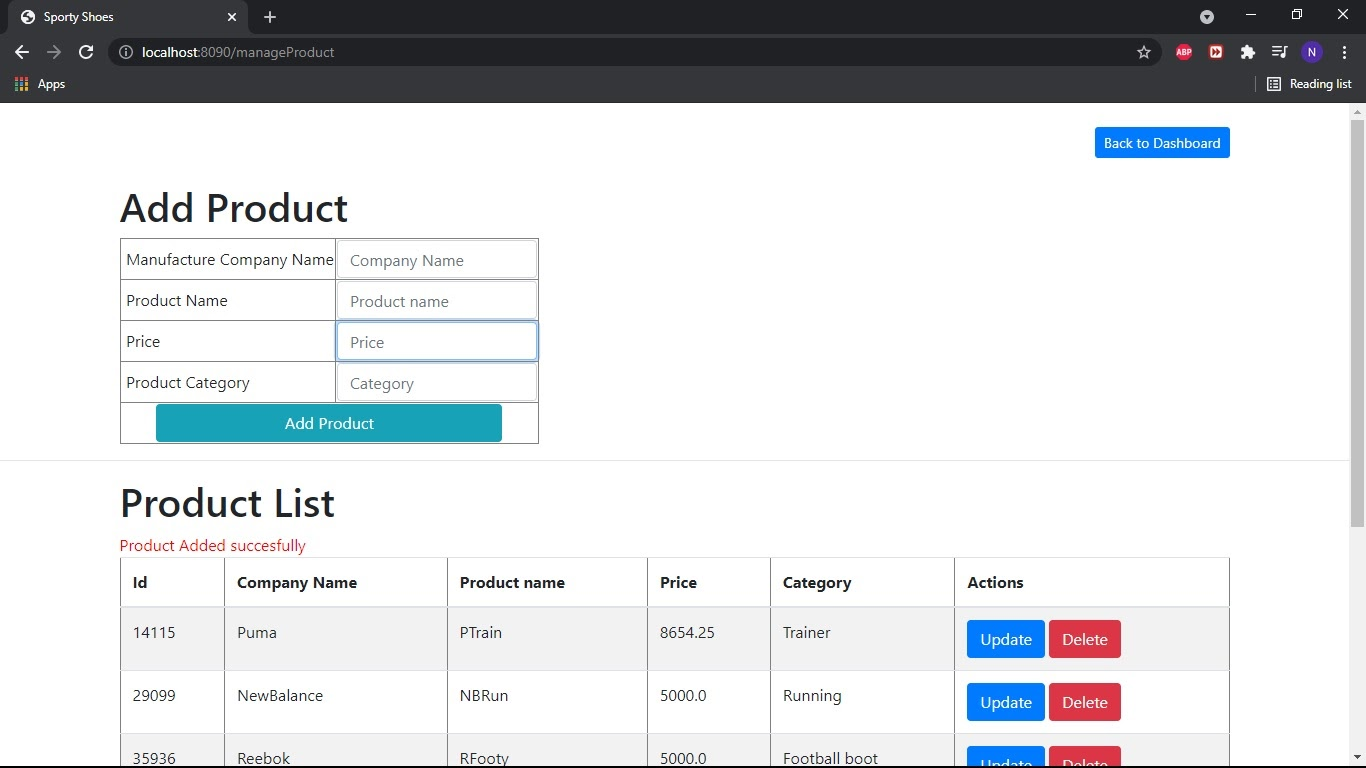 Sporty Shoes
localhost:8090/manageProduct
ABP
N
Apps
Reading list
Back to Dashboard
Add Product
Manufacture Company Name Company Name
Product Name Product name
Price Price
Product Category Category
Add Product
Product List
Product Added succesfully
Id Company Name Product name Price Category Actions
14115 Puma PTrain 8654.25 Trainer Update Delete
29099 NewBalance NBRun 5000.0 Running Update Delete
35936 Reebok RFooty 5000.0 Football boot Update Delete